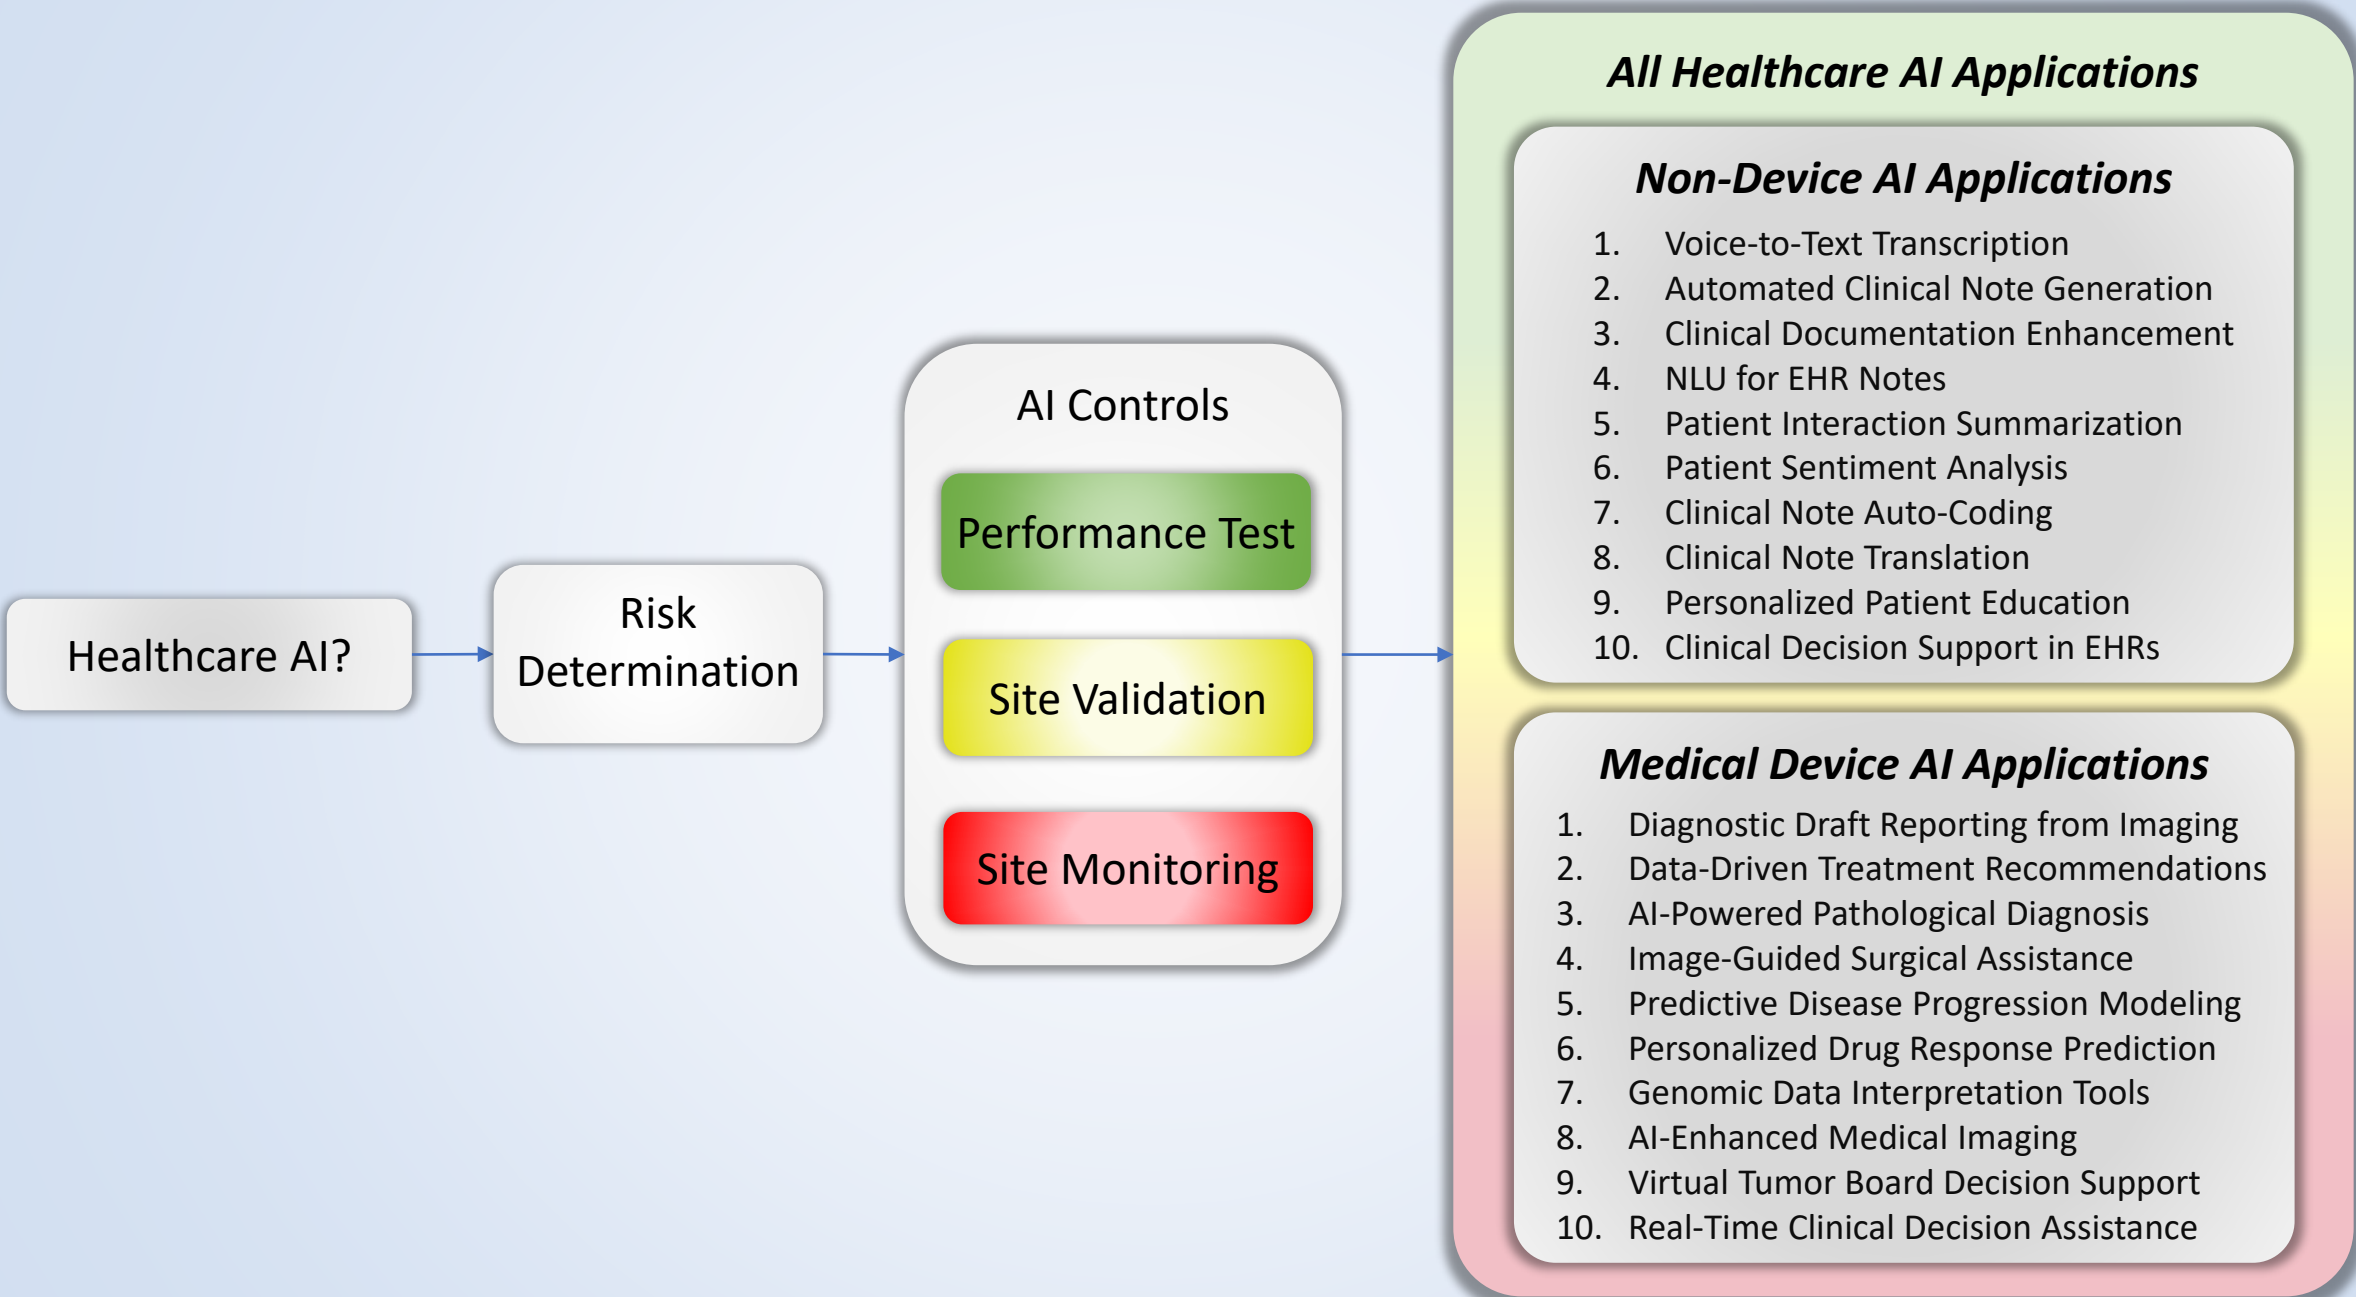 Healthcare AI?
Risk
Determination
AI Controls
Performance Test
Site Validation
Site Monitoring
All Healthcare AI Applications
Non-Device AI Applications
1. Voice-to-Text Transcription
2. Automated Clinical Note Generation
3. Clinical Documentation Enhancement
4. NLU for EHR Notes
5. Patient Interaction Summarization
6. Patient Sentiment Analysis
7. Clinical Note Auto-Coding
8. Clinical Note Translation
9. Personalized Patient Education
10. Clinical Decision Support in EHRs
Medical Device AI Applications
1. Diagnostic Draft Reporting from Imaging
2. Data-Driven Treatment Recommendations
3. AI-Powered Pathological Diagnosis
4. Image-Guided Surgical Assistance
5. Predictive Disease Progression Modeling
6. Personalized Drug Response Prediction
7. Genomic Data Interpretation Tools
8. AI-Enhanced Medical Imaging
9. Virtual Tumor Board Decision Support
10. Real-Time Clinical Decision Assistance